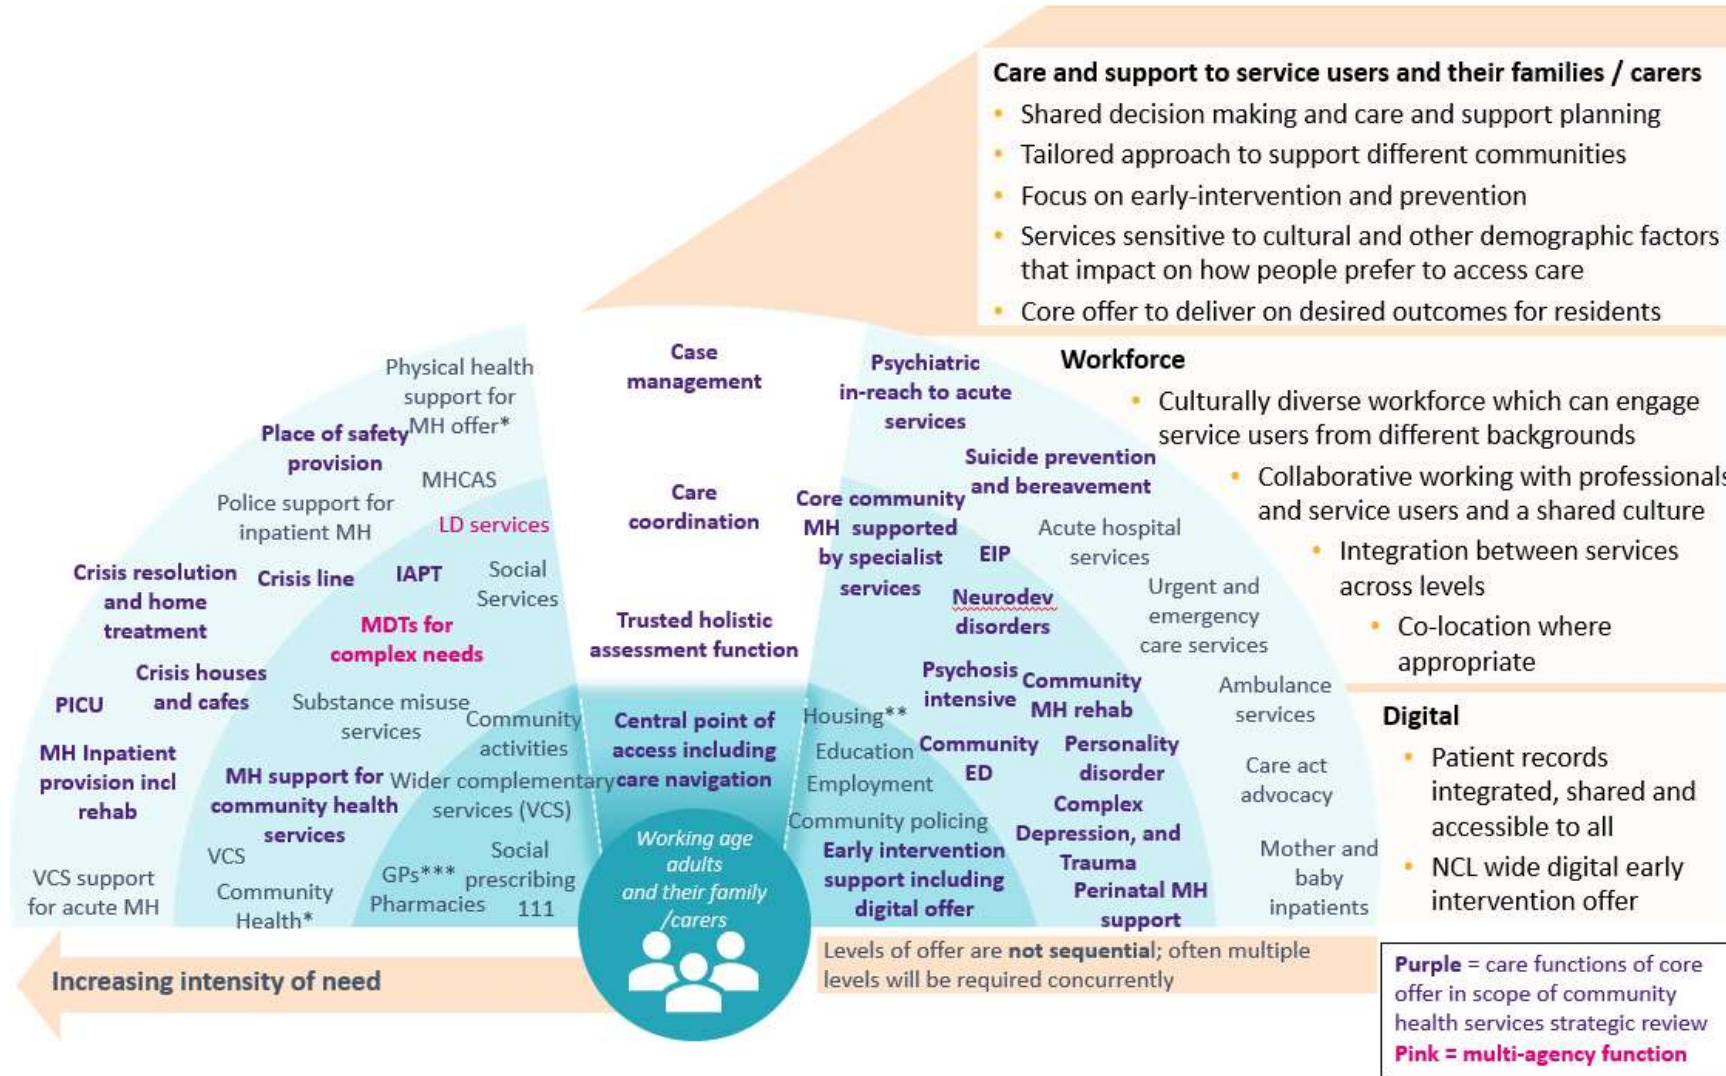 Care and support to service users and their families / carers
• Shared decision making and care and support planning
• Tailored approach to support different communities
• Focus on early-intervention and prevention
• Services sensitive to cultural and other demographic factors
that impact on how people prefer to access care
• Core offer to deliver on desired outcomes for residents
Workforce
• Culturally diverse workforce which can engage
service users from different backgrounds
• Collaborative working with professionals
and service users and a shared culture
• Integration between services
across levels
• Co-location where
appropriate
Digital
• Patient records
integrated, shared and
accessible to all
• NCL wide digital early
intervention offer
Physical health
support for
MH offer*
Place of safety
provision
MHCAS
Police support for
inpatient MH
LD services
Crisis resolution
and home
treatment
Crisis line
IAPT
Social
Services
MDTs for
complex needs
Crisis houses
and cafes
PICU
Substance misuse
services
Community
activities
MH Inpatient
provision incl
rehab
MH support for
community health
services
Wider complementary
services (VCS)
VCS
VCS support
for acute MH
Community
Health*
GPs***
Pharmacies
Social
prescribing
111
Case
management
Care
coordination
Trusted holistic
assessment function
Central point of
access including
care navigation
Working age
adults
and their family
/carers
Psychiatric
in-reach to acute
services
Suicide prevention
and bereavement
Core community
MH supported
by specialist
services
EIP
Acute hospital
services
Neurodev
disorders
Urgent and
emergency
care services
Psychosis
intensive
Community
MH rehab
Ambulance
services
Housing**
Education
Employment
Community
ED
Personality
disorder
Care act
advocacy
Community policing
Complex
Depression, and
Trauma
Early intervention
support including
digital offer
Perinatal MH
support
Mother and
baby
inpatients
Increasing intensity of need
Levels of offer are not sequential; often multiple
levels will be required concurrently
Purple = care functions of core
offer in scope of community
health services strategic review
Pink = multi-agency function